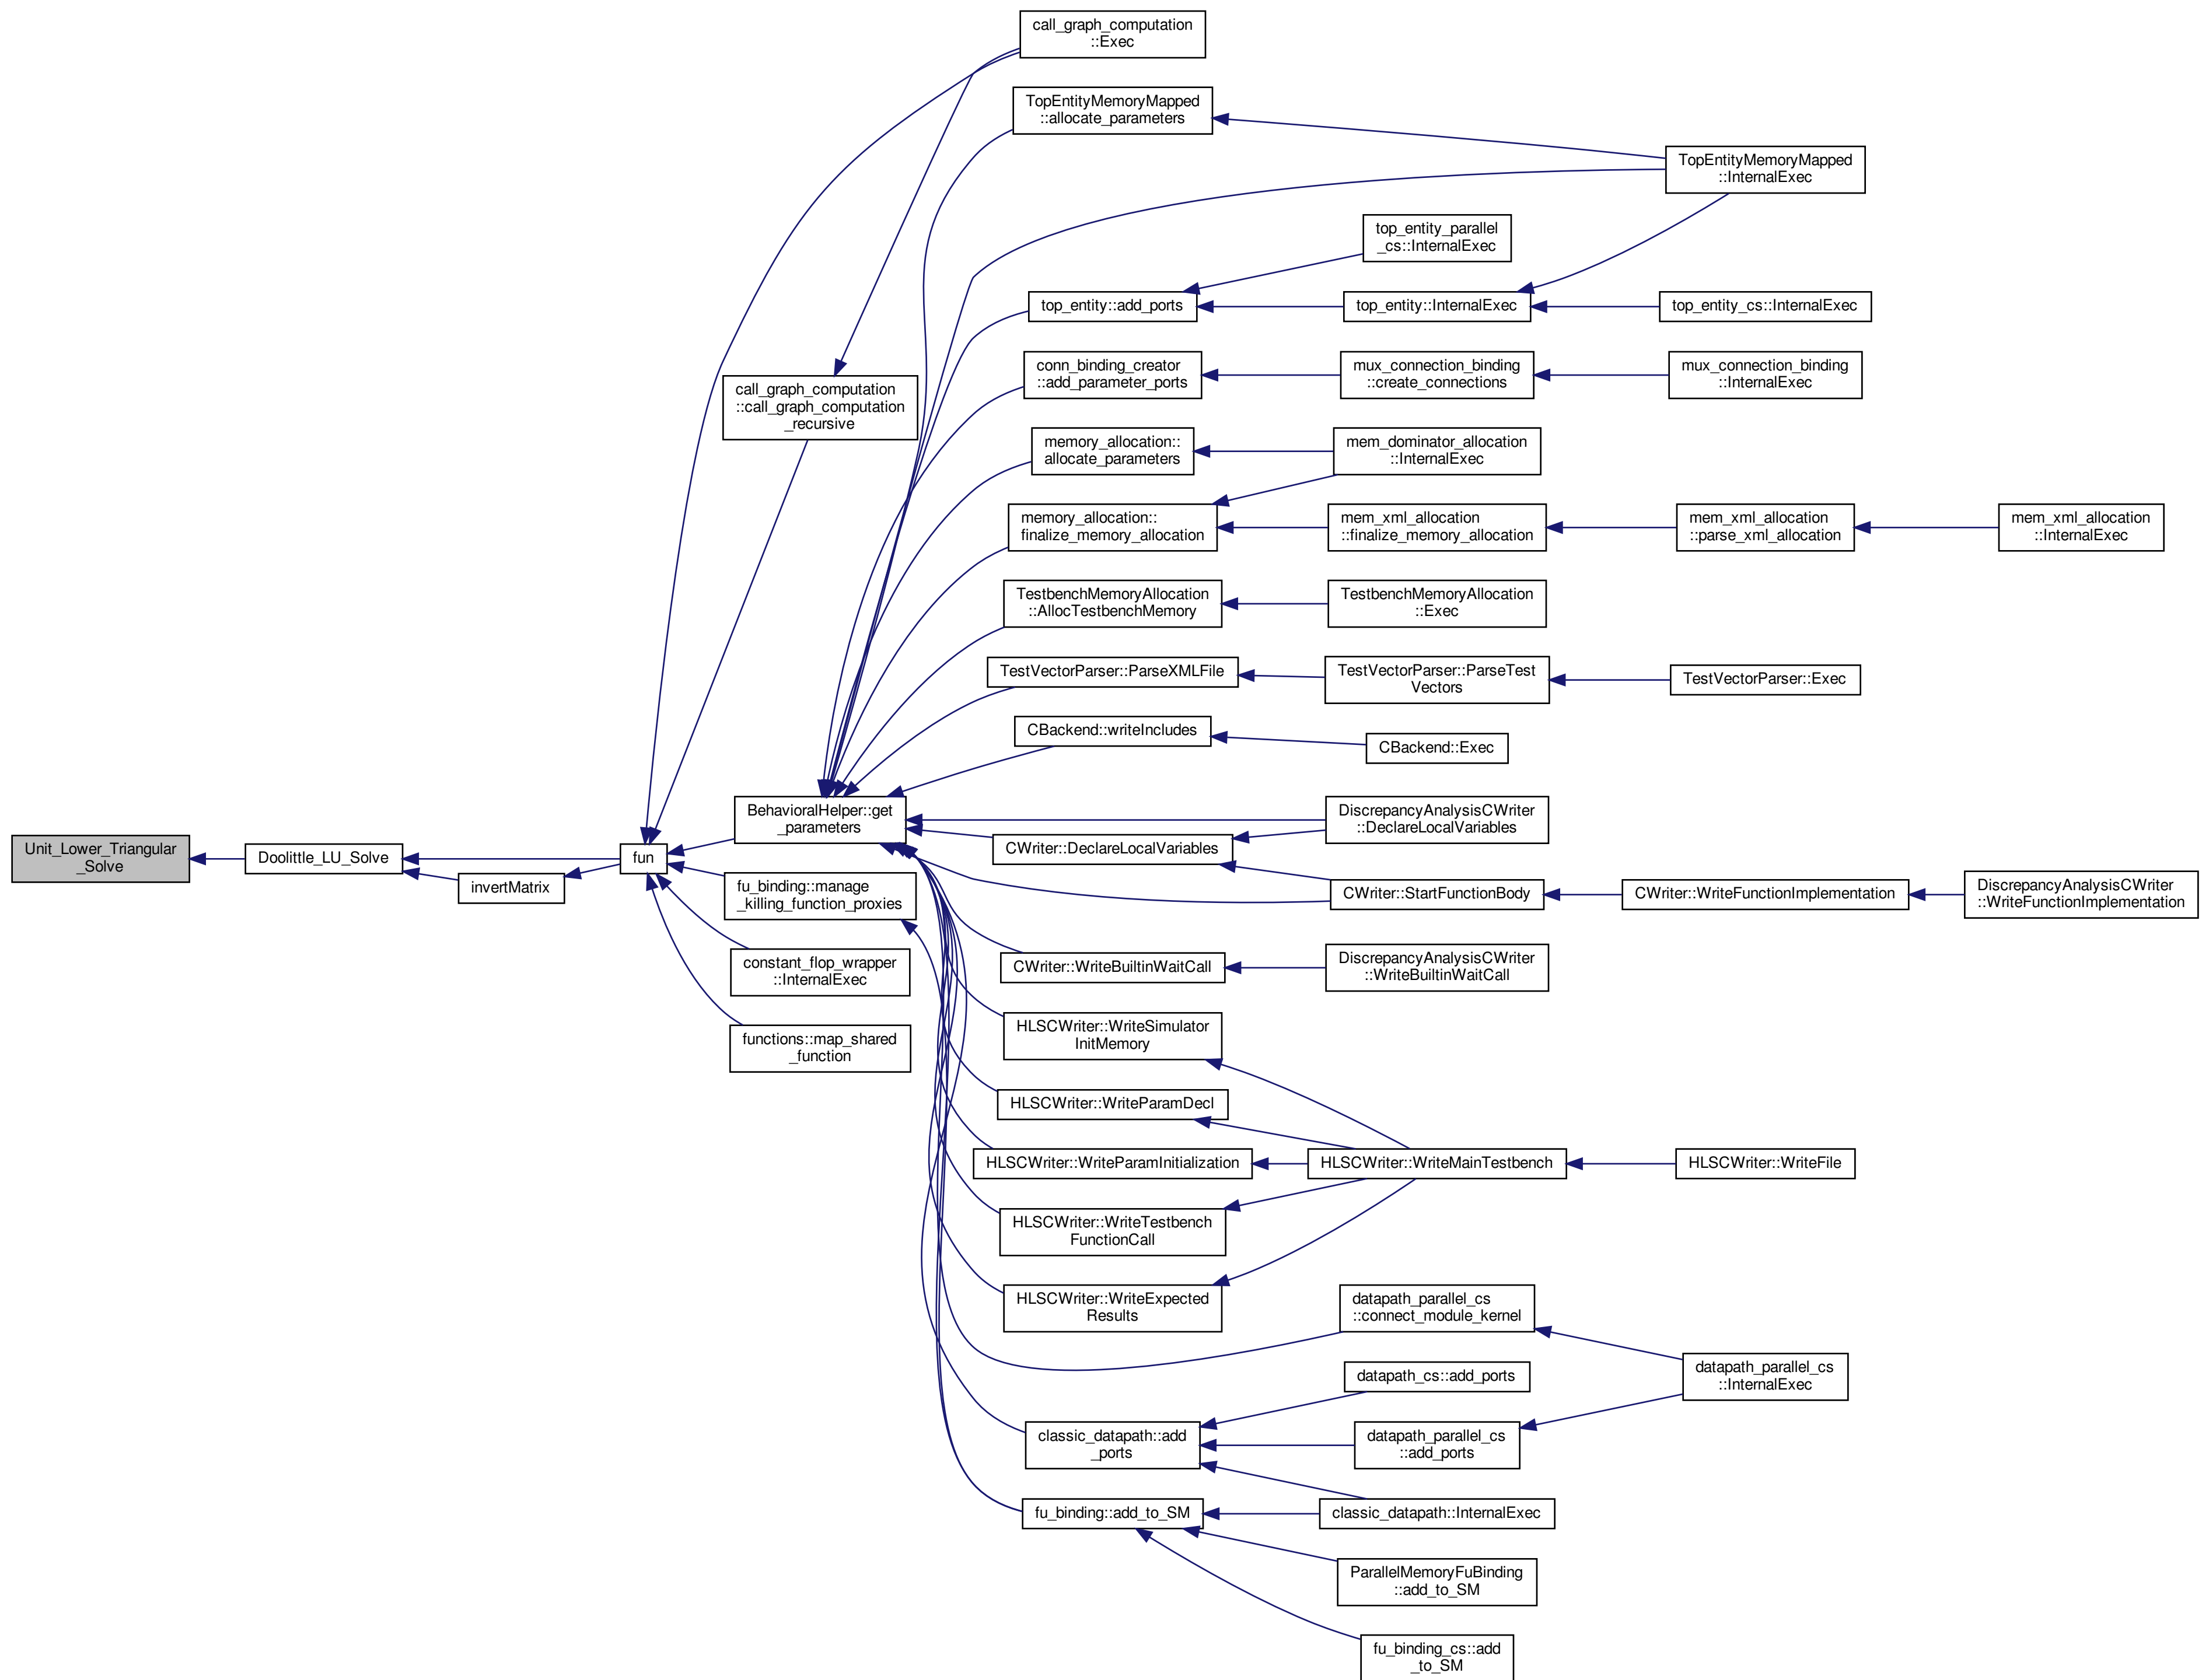 call_graph_computation
::Exec
TopEntityMemoryMapped
::allocate_parameters
TopEntityMemoryMapped
::InternalExec
top_entity_parallel
_cs::InternalExec
top_entity::add_ports
top_entity::InternalExec
top_entity_cs::InternalExec
conn_binding_creator
::add_parameter_ports
mux_connection_binding
::create_connections
mux_connection_binding
::InternalExec
call_graph_computation
::call_graph_computation
_recursive
memory_allocation::
allocate_parameters
mem_dominator_allocation
::InternalExec
memory_allocation::
finalize_memory_allocation
mem_xml_allocation
::finalize_memory_allocation
mem_xml_allocation
::parse_xml_allocation
mem_xml_allocation
::InternalExec
TestbenchMemoryAllocation
::AllocTestbenchMemory
TestbenchMemoryAllocation
::Exec
TestVectorParser::ParseXMLFile
TestVectorParser::ParseTest
Vectors
TestVectorParser::Exec
CBackend::writeIncludes
CBackend::Exec
BehavioralHelper::get
_parameters
DiscrepancyAnalysisCWriter
::DeclareLocalVariables
Unit_Lower_Triangular
_Solve
Doolittle_LU_Solve
fun
CWriter::DeclareLocalVariables
invertMatrix
fu_binding::manage
_killing_function_proxies
CWriter::StartFunctionBody
CWriter::WriteFunctionImplementation
DiscrepancyAnalysisCWriter
::WriteFunctionImplementation
constant_flop_wrapper
::InternalExec
CWriter::WriteBuiltinWaitCall
DiscrepancyAnalysisCWriter
::WriteBuiltinWaitCall
functions::map_shared
_function
HLSCWriter::WriteSimulator
InitMemory
HLSCWriter::WriteParamDecl
HLSCWriter::WriteParamInitialization
HLSCWriter::WriteMainTestbench
HLSCWriter::WriteFile
HLSCWriter::WriteTestbench
FunctionCall
HLSCWriter::WriteExpected
Results
datapath_parallel_cs
::connect_module_kernel
datapath_parallel_cs
::InternalExec
datapath_cs::add_ports
classic_datapath::add
_ports
datapath_parallel_cs
::add_ports
fu_binding::add_to_SM
classic_datapath::InternalExec
ParallelMemoryFuBinding
::add_to_SM
fu_binding_cs::add
_to_SM